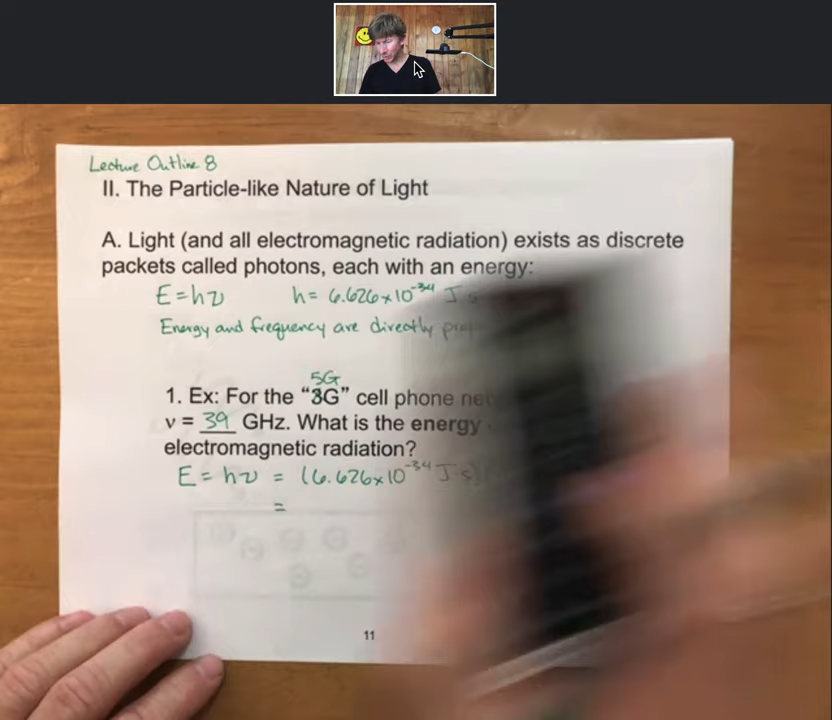 Lecture Outline 8
II. The Particle-like Nature of Light
A. Light (and all electromagnetic radiation) exists as discrete
packets called photons, each with an energy:
E=hν h= 6.626×10⁻³⁴ J·s
Energy and frequency are directly
5G
1. Ex: For the “3G” cell phone
ν = 39 GHz. What is the energy
electromagnetic radiation?
E = hν = (6.626×10⁻³⁴ J·s)
=
11